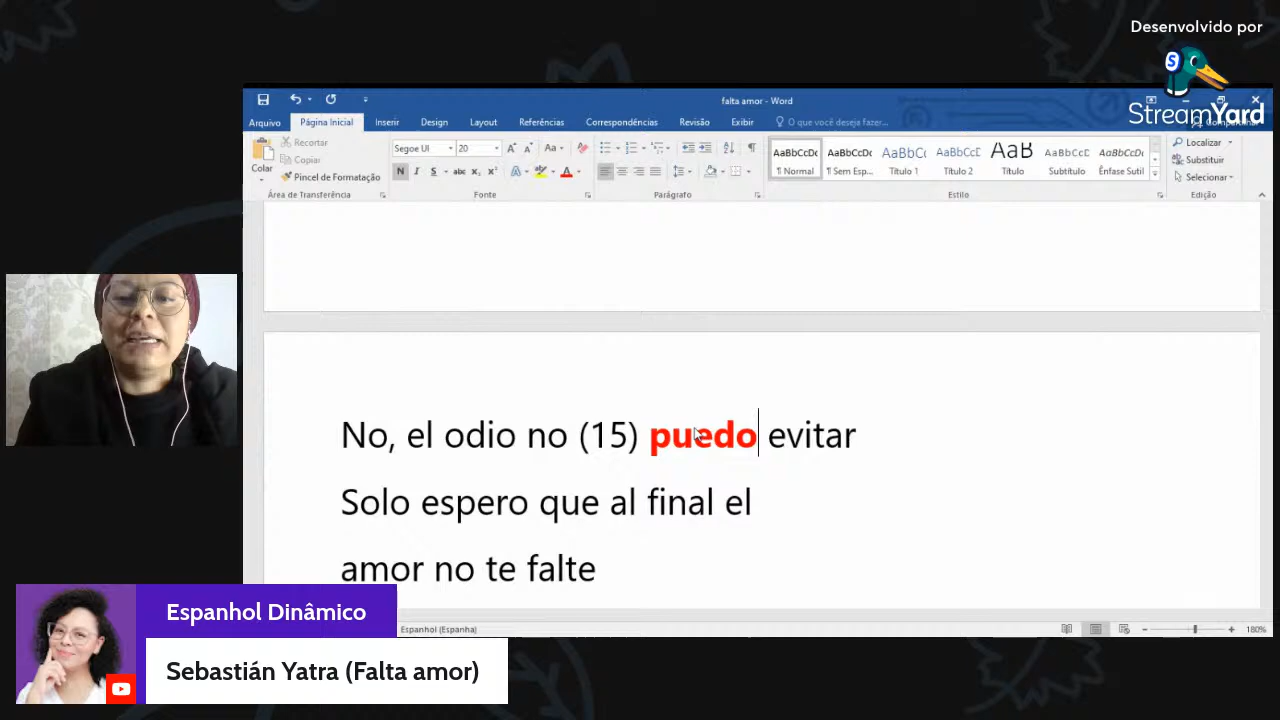 Desenvolvido por
StreamYard
falta amor - Word
Arquivo
Página Inicial
Inserir
Design
Layout
Referências
Correspondências
Revisão
Exibir
O que você deseja fazer...
Colar
Recortar
Copiar
Pincel de Formatação
Área de Transferência
Segoe UI
20
Fonte
Parágrafo
AaBbCcDc
¶ Normal
AaBbCcDc
¶ Sem Esp...
AaBbCc
Título 1
AaBbCcD
Título 2
AaB
Título
AaBbCcD
Subtítulo
AaBbCcDc
Ênfase Sutil
Estilo
Localizar
Substituir
Selecionar
Edição
No, el odio no (15) puedo evitar
Solo espero que al final el
amor no te falte
Espanhol (Espanha)
180%
Espanhol Dinâmico
Sebastián Yatra (Falta amor)